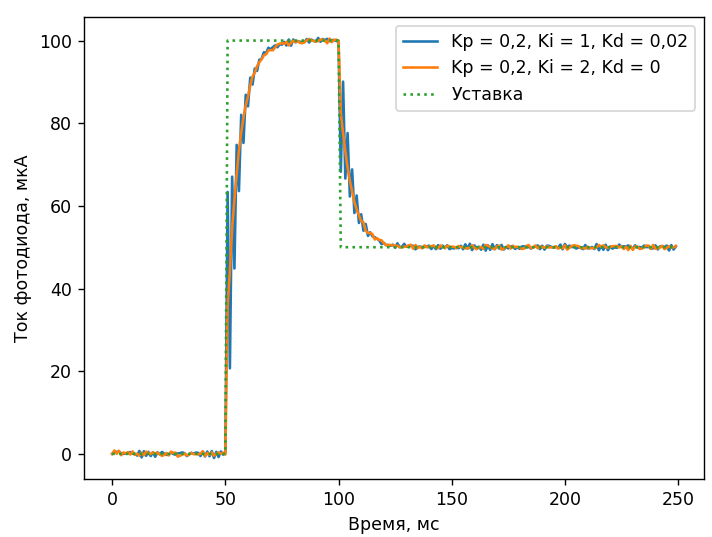 Kp = 0,2, Ki = 1, Kd = 0,02
Kp = 0,2, Ki = 2, Kd = 0
Уставка
Ток фотодиода, мкА
100
80
60
40
20
0
0 50 100 150 200 250
Время, мс